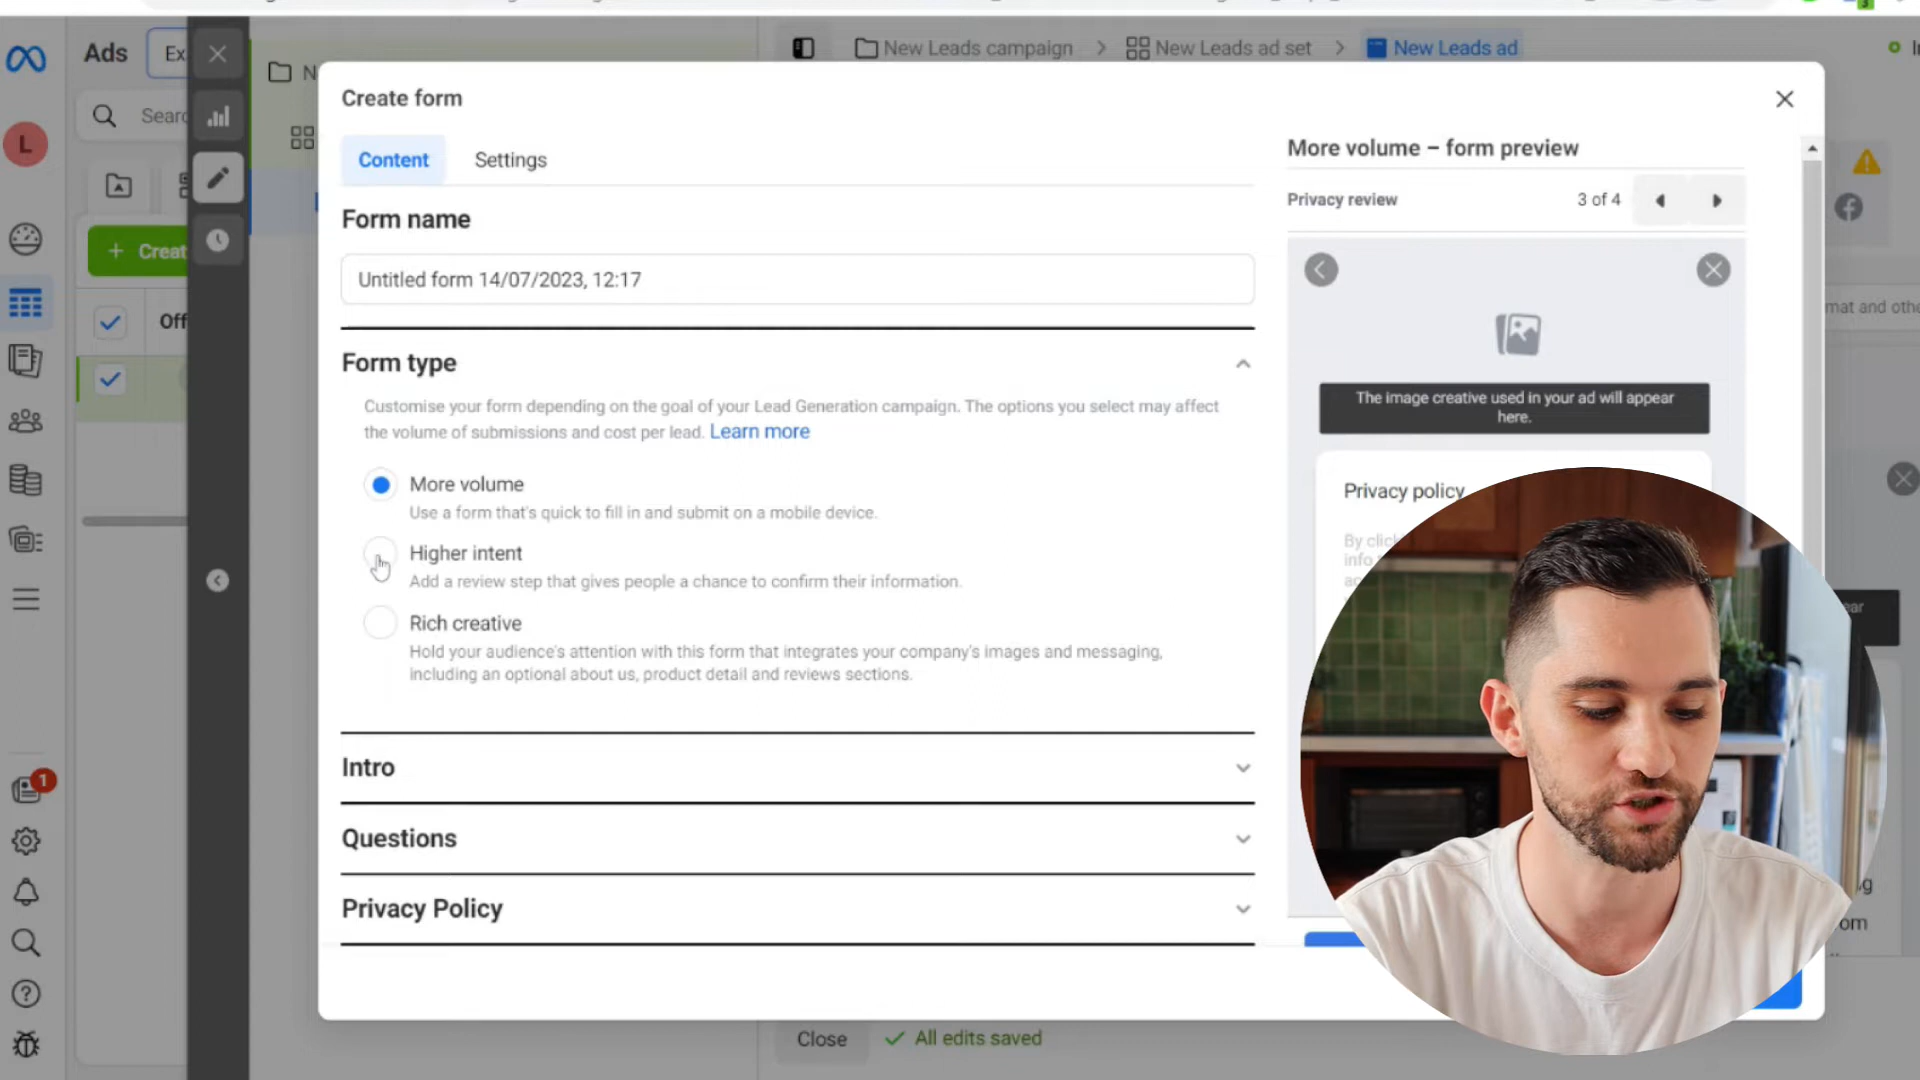 Ads
New Leads campaign
New Leads ad set
New Leads ad
Create form
L
Content
Settings
Form name
Untitled form 14/07/2023, 12:17
Form type
Customise your form depending on the goal of your Lead Generation campaign. The options you select may affect
the volume of submissions and cost per lead. Learn more
More volume
Use a form that's quick to fill in and submit on a mobile device.
Higher intent
Add a review step that gives people a chance to confirm their information.
Rich creative
Hold your audience's attention with this form that integrates your company's images and messaging,
including an optional about us, product detail and reviews sections.
Intro
Questions
Privacy Policy
1
More volume – form preview
Privacy review
3 of 4
The image creative used in your ad will appear
here.
Privacy policy
Close
All edits saved